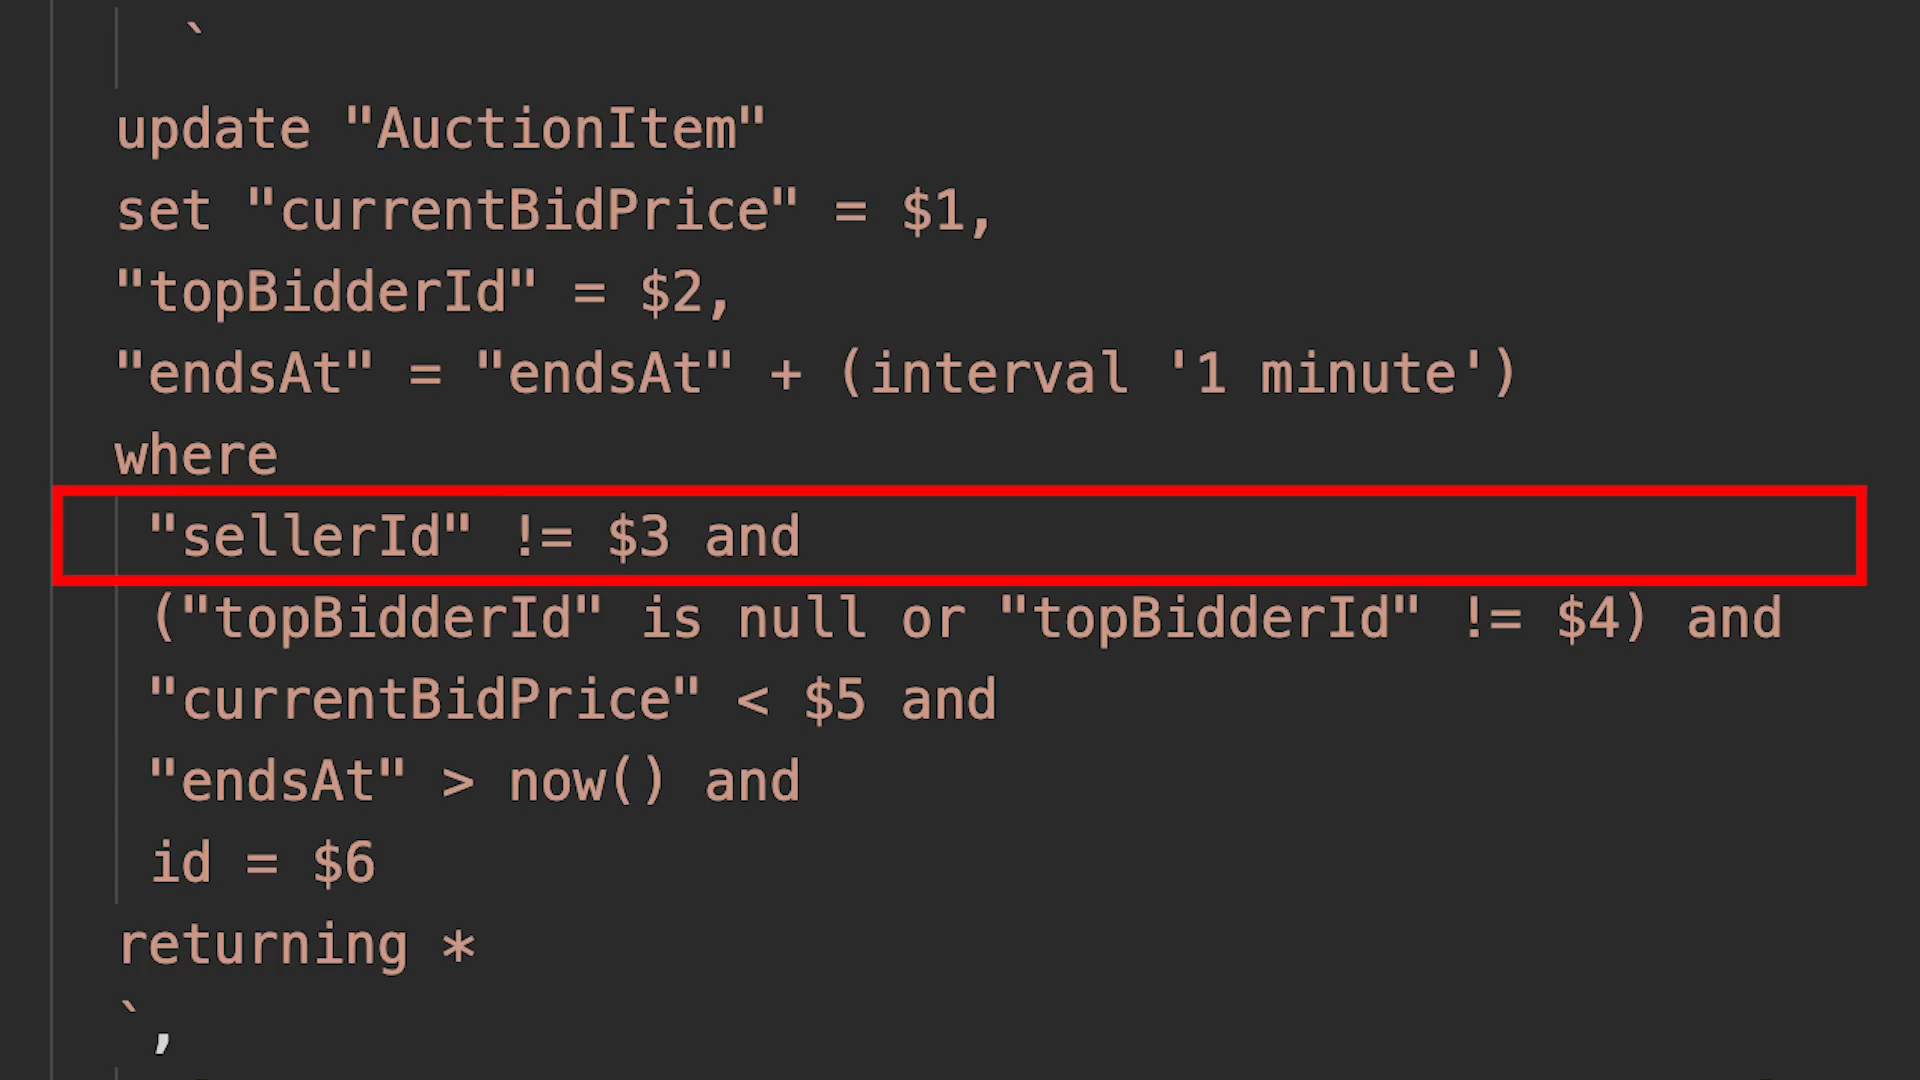 `
update "AuctionItem"
set "currentBidPrice" = $1,
"topBidderId" = $2,
"endsAt" = "endsAt" + (interval '1 minute')
where
"sellerId" != $3 and
("topBidderId" is null or "topBidderId" != $4) and
"currentBidPrice" < $5 and
"endsAt" > now() and
id = $6
returning *
`,